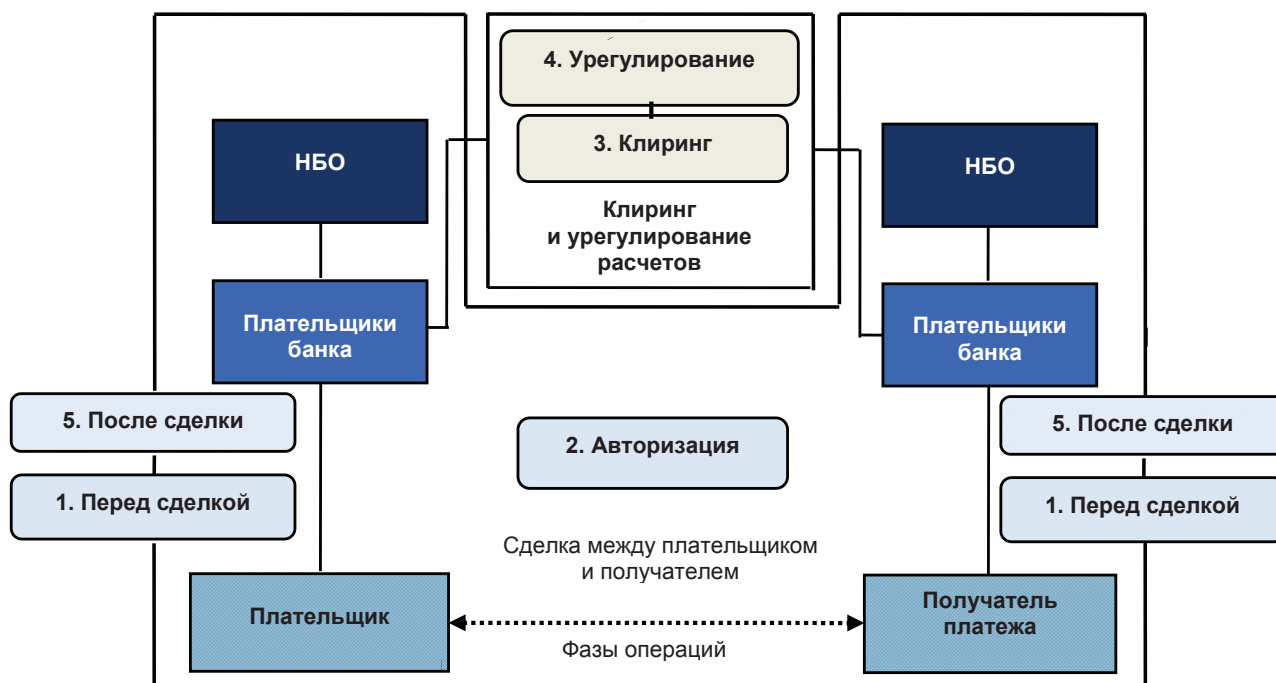 4. Урегулирование
3. Клиринг
Клиринг
и урегулирование
расчетов
НБО
НБО
Плательщики
банка
Плательщики
банка
5. После сделки
2. Авторизация
5. После сделки
1. Перед сделкой
1. Перед сделкой
Сделка между плательщиком
и получателем
Плательщик
Получатель
платежа
Фазы операций